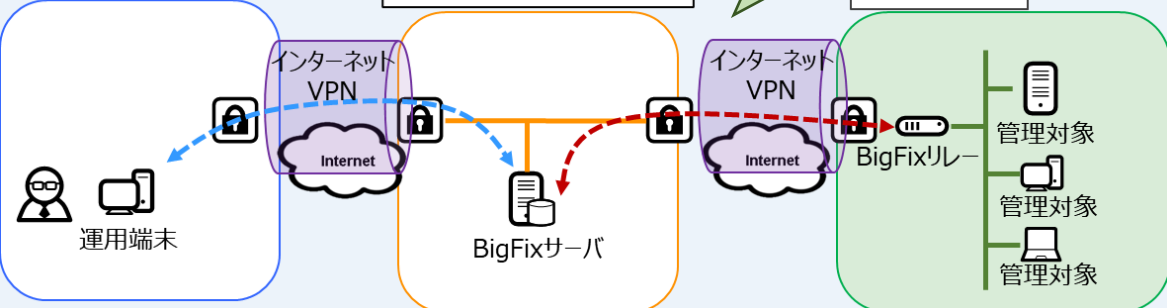 インターネット
VPN
Internet
運用端末
BigFixサーバ
インターネット
VPN
Internet
BigFixリレー
管理対象
管理対象
管理対象